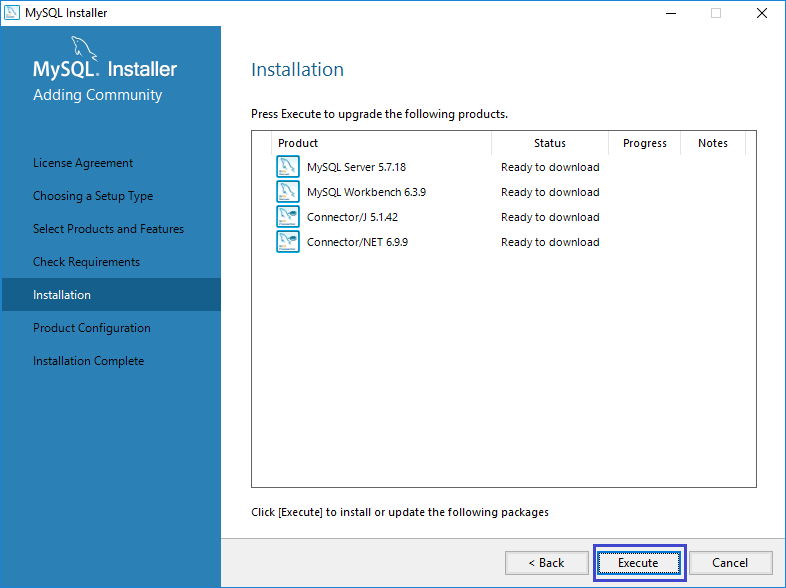 MySQL Installer
MySQL. Installer
Adding Community
License Agreement
Choosing a Setup Type
Select Products and Features
Check Requirements
Installation
Product Configuration
Installation Complete
Installation
Press Execute to upgrade the following products.
Product Status Progress Notes
MySQL Server 5.7.18 Ready to download
MySQL Workbench 6.3.9 Ready to download
Connector/J 5.1.42 Ready to download
Connector/NET 6.9.9 Ready to download
Click [Execute] to install or update the following packages
< Back Execute Cancel